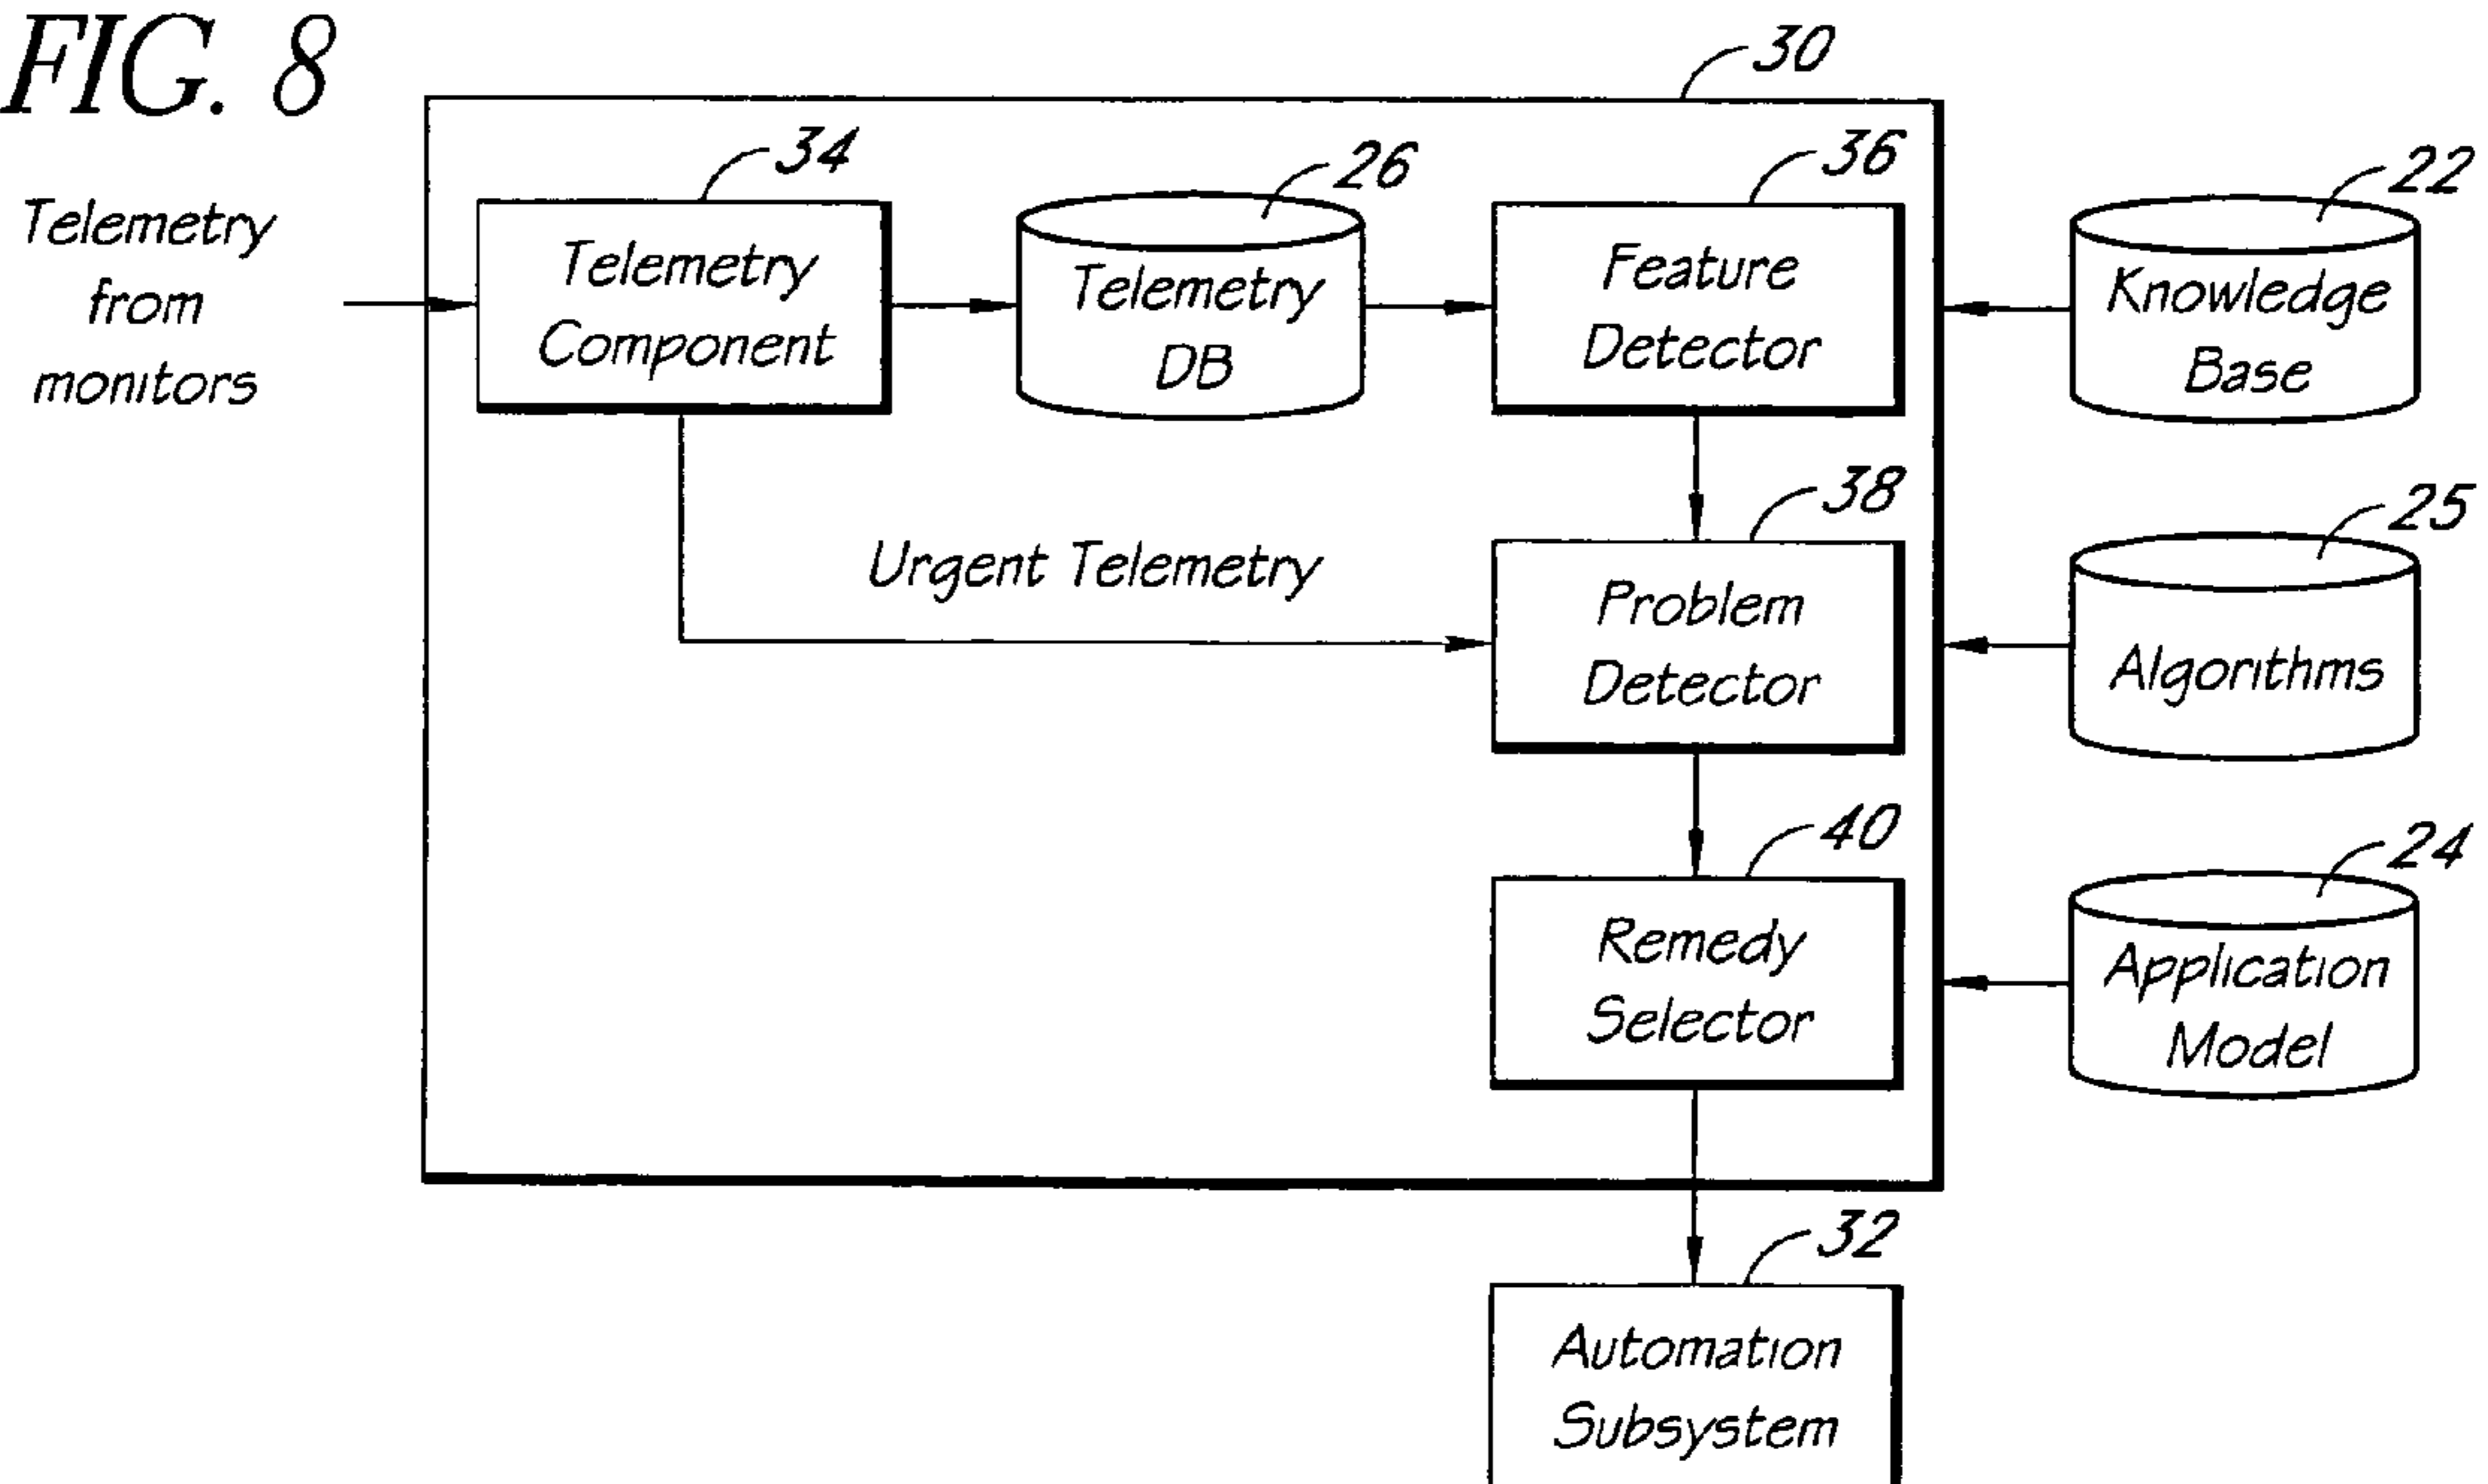 FIG. 8
30
34
26
36
22
Telemetry
from
monitors
Telemetry
Component
Telemetry
DB
Feature
Detector
Knowledge
Base
38
25
Urgent Telemetry
Problem
Detector
Algorithms
40
24
Remedy
Selector
Application
Model
32
Automation
Subsystem